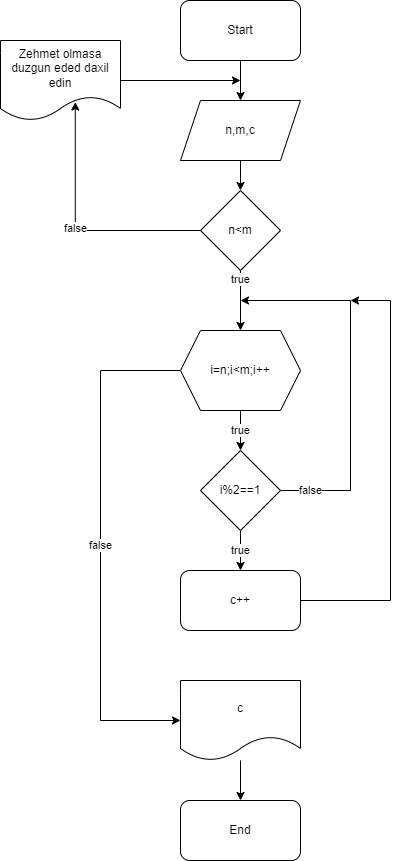 Start
Zehmet olmasa
duzgun eded daxil
edin
n,m,c
n<m
false
true
i=n;i<m;i++
true
i%2==1
false
false
true
c++
c
End